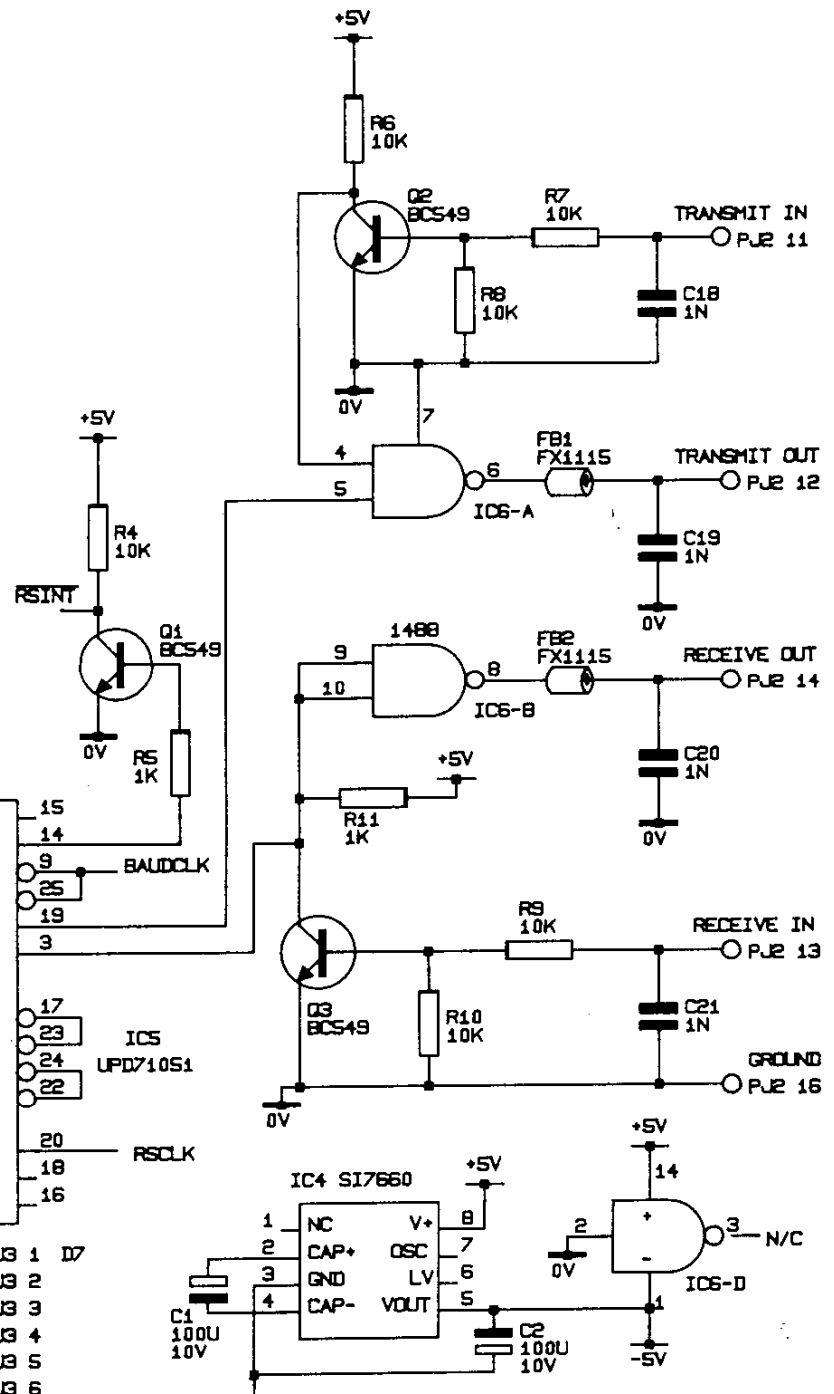 +5V
R6
10K
Q2
BC549
R7
10K
TRANSMIT IN
PJ2 11
R8
10K
C18
1N
0V
7
+5V
4
6
FB1
FX1115
TRANSMIT OUT
PJ2 12
5
IC6-A
R4
10K
C19
1N
RSINT
0V
Q1
BC549
1488
9
8
10
FB2
FX1115
RECEIVE OUT
PJ2 14
IC6-B
0V
R5
1K
+5V
C20
1N
R11
1K
0V
15
14
9
BAUDCLK
25
19
3
R9
10K
RECEIVE IN
PJ2 13
Q3
BC549
R10
10K
C21
1N
17
23
24
22
IC5
UPD71051
GROUND
PJ2 16
0V
20
RSCLK
18
16
IC4 SI7660
+5V
+5V
14
1
NC
V+
8
2
CAP+
OSC
7
3
GND
LV
6
4
CAP-
VOUT
5
2
+
-
3
N/C
0V
IC6-D
1
-5V
C1
100U
10V
C2
100U
10V
J3 1 D7
J3 2
J3 3
J3 4
J3 5
J3 6